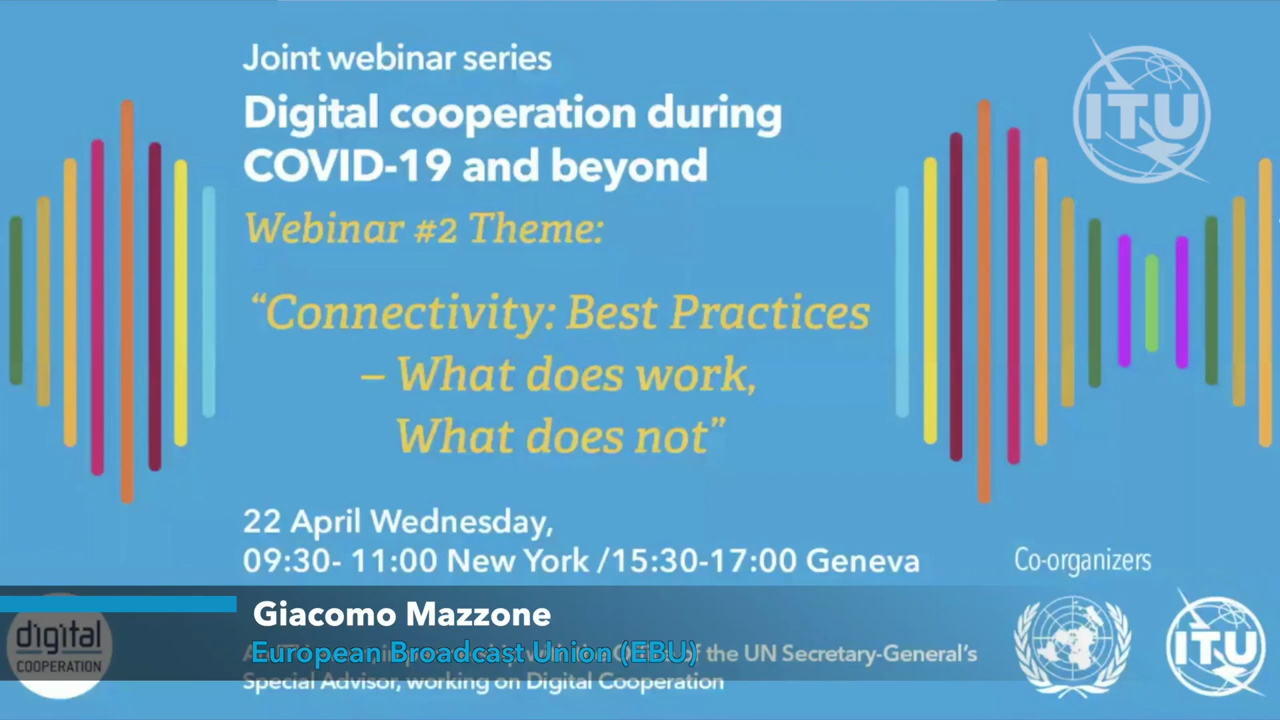 Joint webinar series
Digital cooperation during
COVID-19 and beyond
Webinar #2 Theme:
“Connectivity: Best Practices
– What does work,
What does not”
22 April Wednesday,
09:30- 11:00 New York /15:30-17:00 Geneva
Co-organizers
Giacomo Mazzone
European Broadcast Union (EBU)
of the UN Secretary-General’s
Special Advisor, working on Digital Cooperation
digital
COOPERATION
ITU
ITU